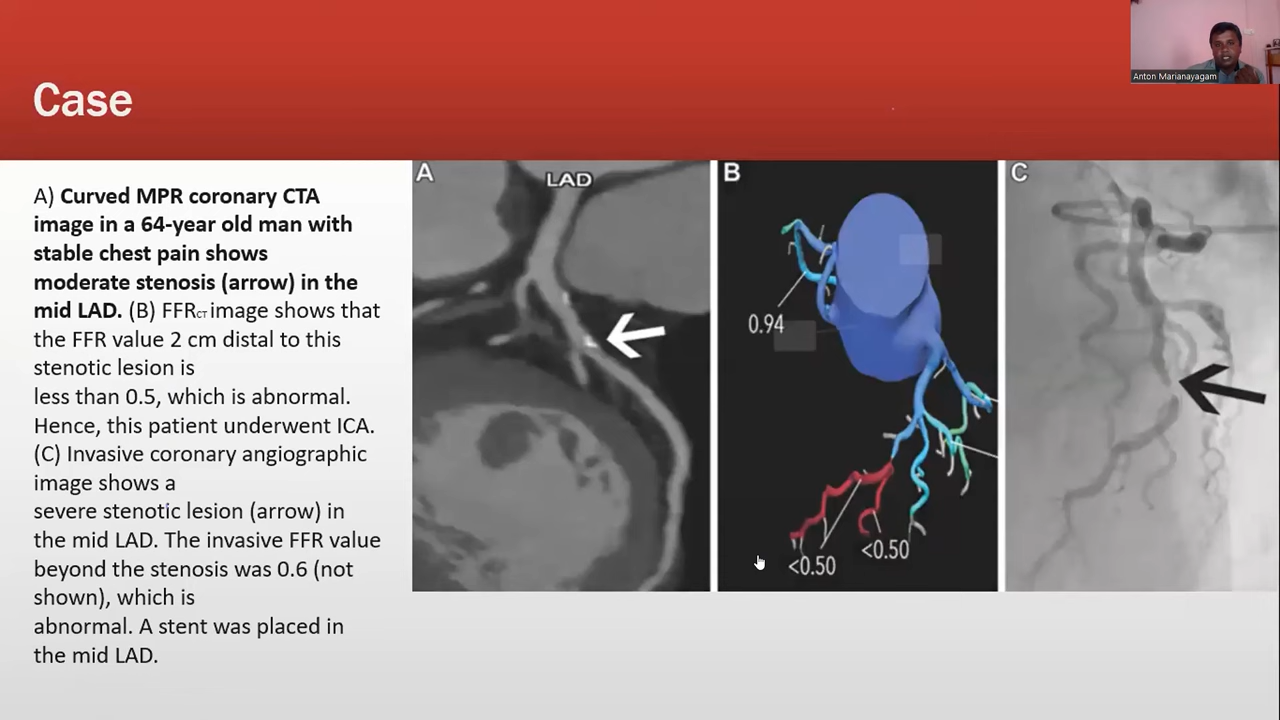 Anton Marianayagam
Case
A) Curved MPR coronary CTA
image in a 64-year old man with
stable chest pain shows
moderate stenosis (arrow) in the
mid LAD. (B) FFRCT image shows that
the FFR value 2 cm distal to this
stenotic lesion is
less than 0.5, which is abnormal.
Hence, this patient underwent ICA.
(C) Invasive coronary angiographic
image shows a
severe stenotic lesion (arrow) in
the mid LAD. The invasive FFR value
beyond the stenosis was 0.6 (not
shown), which is
abnormal. A stent was placed in
the mid LAD.
A
LAD
B
0.94
<0.50
<0.50
C